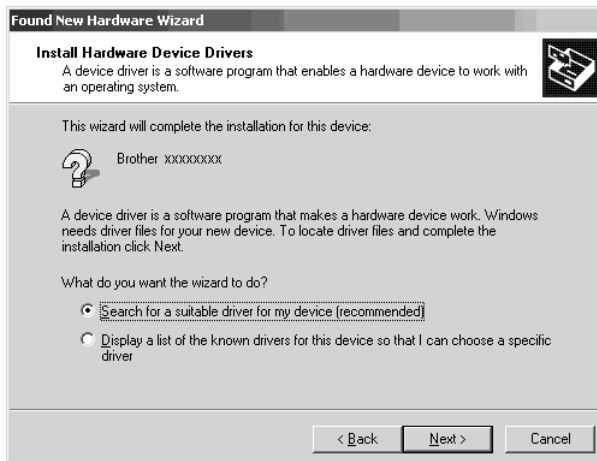 Found New Hardware Wizard
Install Hardware Device Drivers
A device driver is a software program that enables a hardware device to work with
an operating system.
This wizard will complete the installation for this device:
Brother xxxxxxxx
A device driver is a software program that makes a hardware device work. Windows
needs driver files for your new device. To locate driver files and complete the
installation click Next.
What do you want the wizard to do?
Search for a suitable driver for my device (recommended)
Display a list of the known drivers for this device so that I can choose a specific
driver
< Back
Next >
Cancel